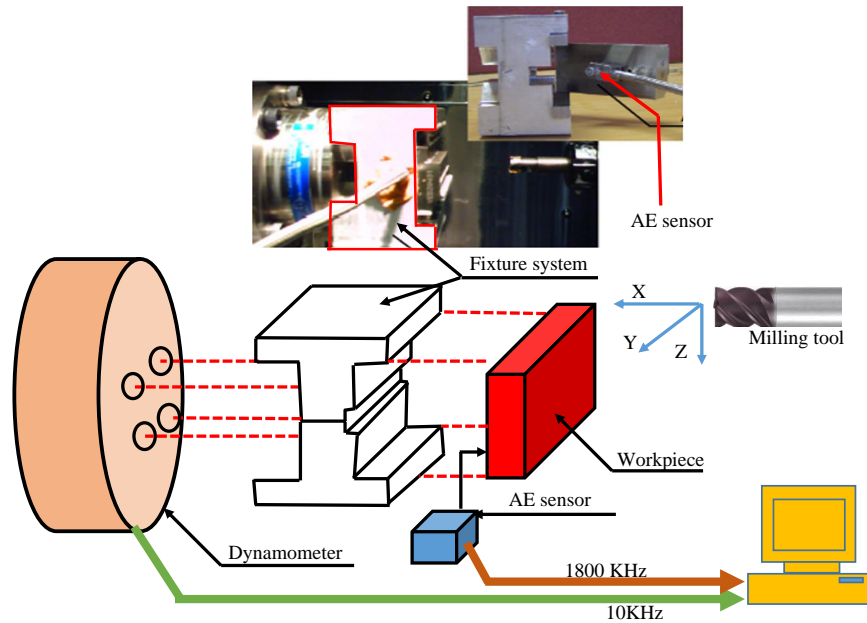 AE sensor
Fixture system
X
Y
Z
Milling tool
Workpiece
AE sensor
Dynamometer
1800 KHz
10KHz